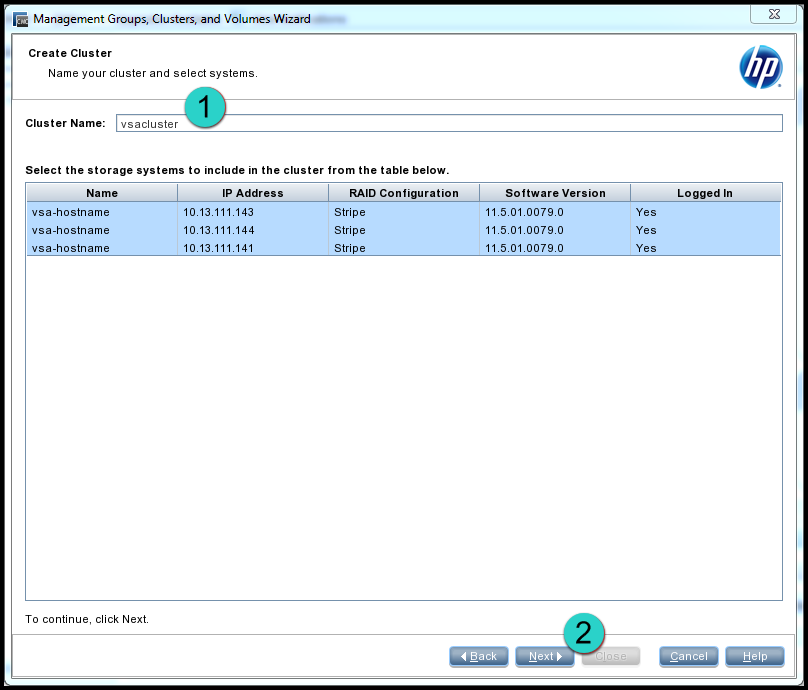 CMC Management Groups, Clusters, and Volumes Wizard
Create Cluster
Name your cluster and select systems.
hp
1
Cluster Name: vsacluster
Select the storage systems to include in the cluster from the table below.
Name IP Address RAID Configuration Software Version Logged In
vsa-hostname 10.13.111.143 Stripe 11.5.01.0079.0 Yes
vsa-hostname 10.13.111.144 Stripe 11.5.01.0079.0 Yes
vsa-hostname 10.13.111.141 Stripe 11.5.01.0079.0 Yes
To continue, click Next.
2
Back Next Close Cancel Help